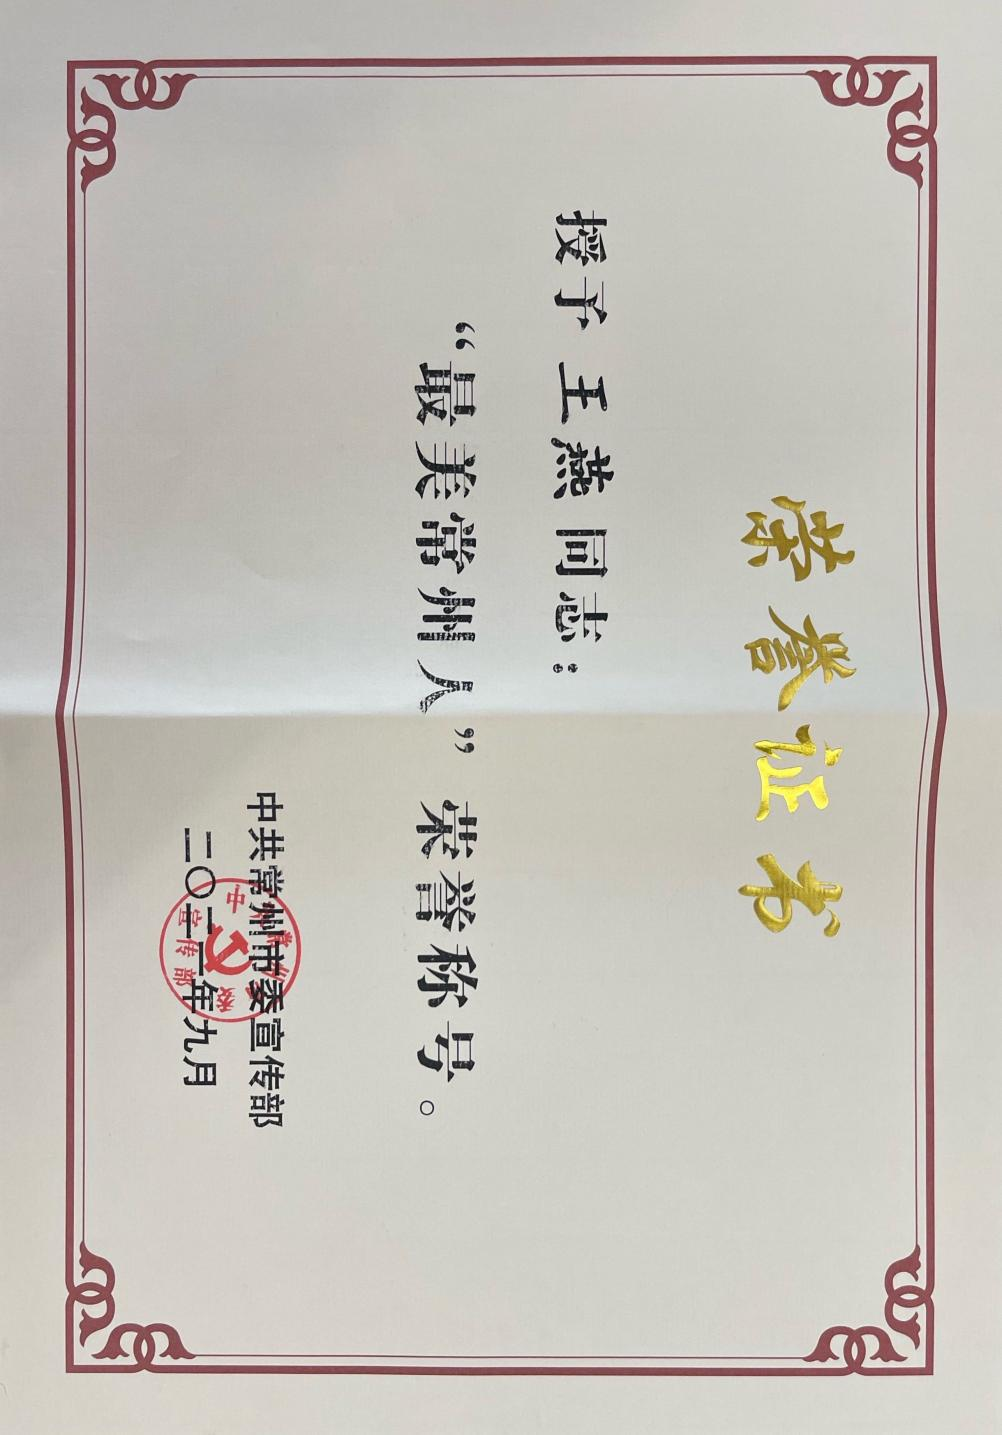 荣誉证书
授予 王燕 同志：
“最美常州人” 荣誉称号。
中共常州市委宣传部
二〇二一年九月